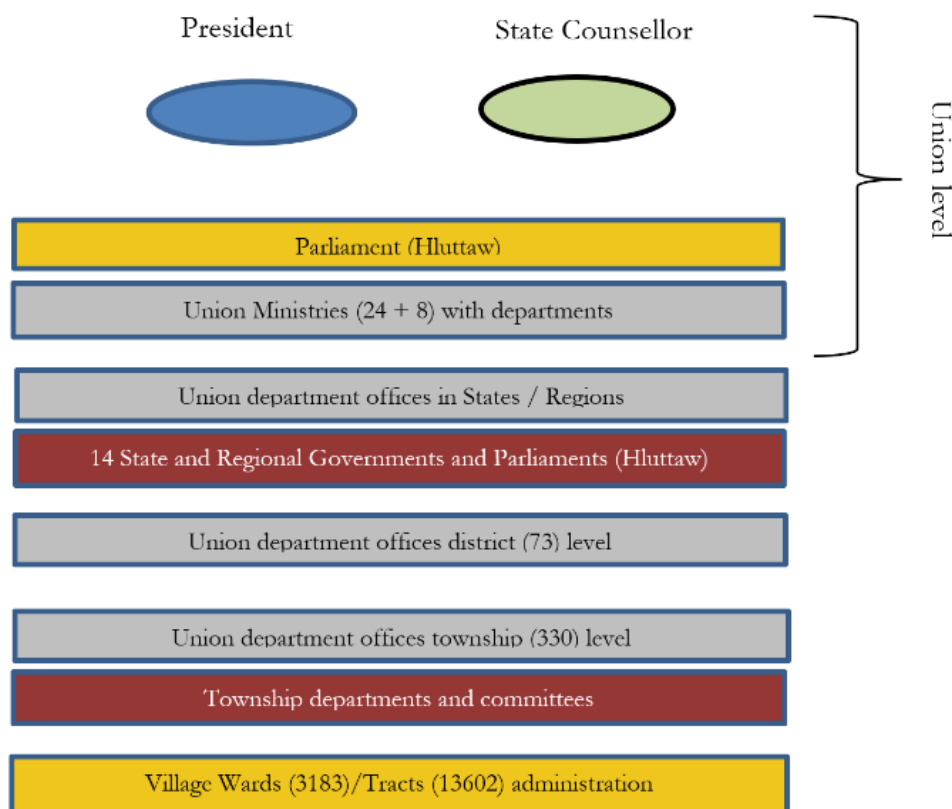 President
State Counsellor
Union level
Parliament (Hluttaw)
Union Ministries (24 + 8) with departments
Union department offices in States / Regions
14 State and Regional Governments and Parliaments (Hluttaw)
Union department offices district (73) level
Union department offices township (330) level
Township departments and committees
Village Wards (3183)/Tracts (13602) administration